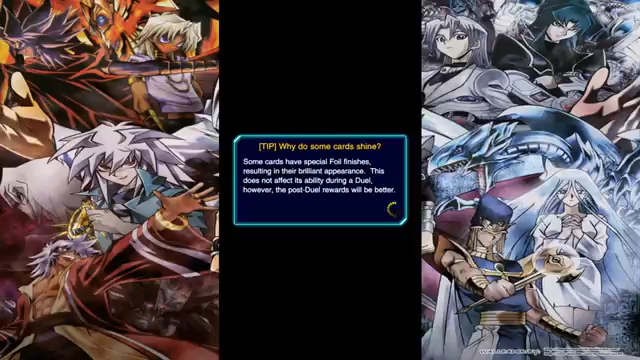 [TIP] Why do some cards shine?
Some cards have special Foil finishes,
resulting in their brilliant appearance.  This
does not affect its ability during a Duel,
however, the post-Duel rewards will be better.